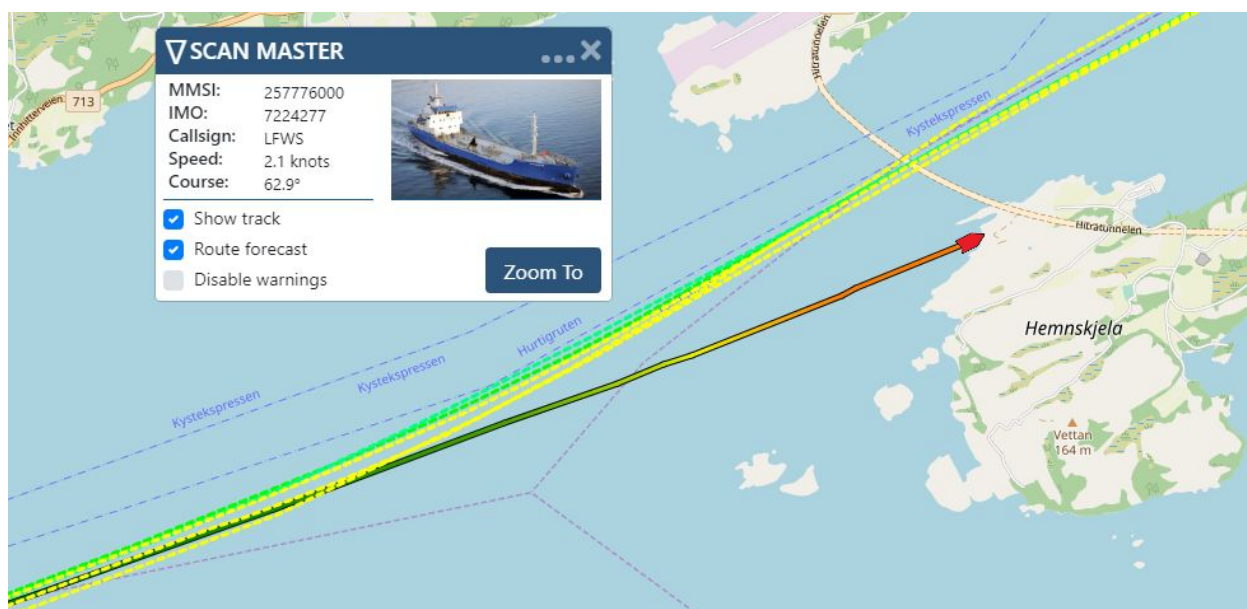 SCAN MASTER
MMSI: 257776000
IMO: 7224277
Callsign: LFWS
Speed: 2.1 knots
Course: 62.9°
Show track
Route forecast
Disable warnings
Zoom To
713
Innhitterveien
Hitratunnelen
Kystekspressen
Hitratunnelen
Hurtigruten
Kystekspressen
Kystekspressen
Hemnskjela
Vettan
164 m